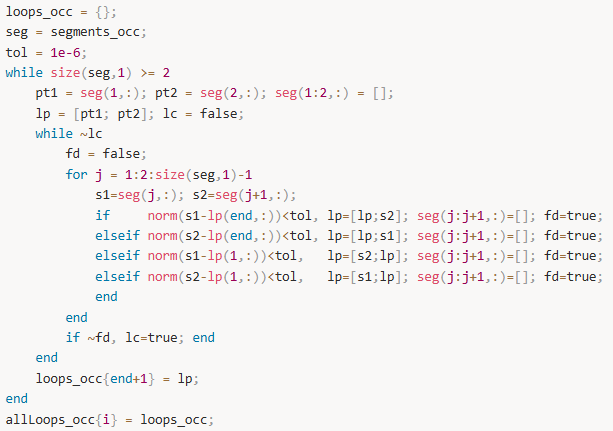 loops_occ = {};
seg = segments_occ;
tol = 1e-6;
while size(seg,1) >= 2
    pt1 = seg(1,:); pt2 = seg(2,:); seg(1:2,:) = [];
    lp = [pt1; pt2]; lc = false;
    while ~lc
        fd = false;
        for j = 1:2:size(seg,1)-1
            s1=seg(j,:); s2=seg(j+1,:);
            if     norm(s1-lp(end,:))<tol, lp=[lp;s2]; seg(j:j+1,:)=[]; fd=true;
            elseif norm(s2-lp(end,:))<tol, lp=[lp;s1]; seg(j:j+1,:)=[]; fd=true;
            elseif norm(s1-lp(1,:))<tol,   lp=[s2;lp]; seg(j:j+1,:)=[]; fd=true;
            elseif norm(s2-lp(1,:))<tol,   lp=[s1;lp]; seg(j:j+1,:)=[]; fd=true;
            end
        end
        if ~fd, lc=true; end
    end
    loops_occ{end+1} = lp;
end
allLoops_occ{i} = loops_occ;